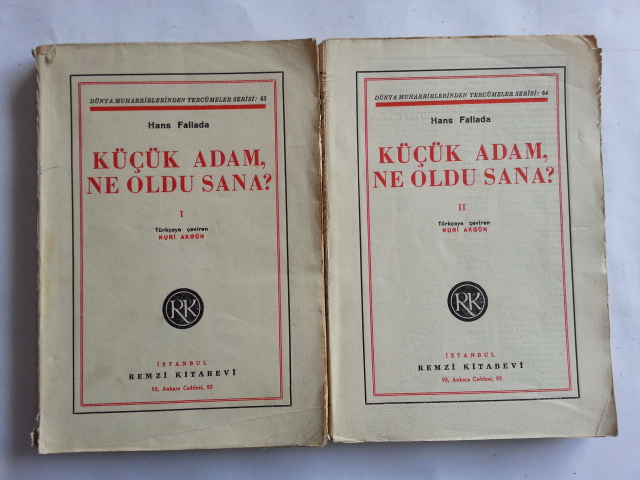 DÜNYA MUHARRİRLERİNDEN TERCÜMELER SERİSİ: 63
Hans Fallada
KÜÇÜK ADAM,
NE OLDU SANA?
I
Türkçeye çeviren
NURİ AKGÜN
RK
İSTANBUL
REMZİ KİTABEVİ
93, Ankara Caddesi, 93
DÜNYA MUHARRİRLERİNDEN TERCÜMELER SERİSİ: 64
Hans Fallada
KÜÇÜK ADAM,
NE OLDU SANA?
II
Türkçeye çeviren
NURİ AKGÜN
RK
İSTANBUL
REMZİ KİTABEVİ
93, Ankara Caddesi, 93